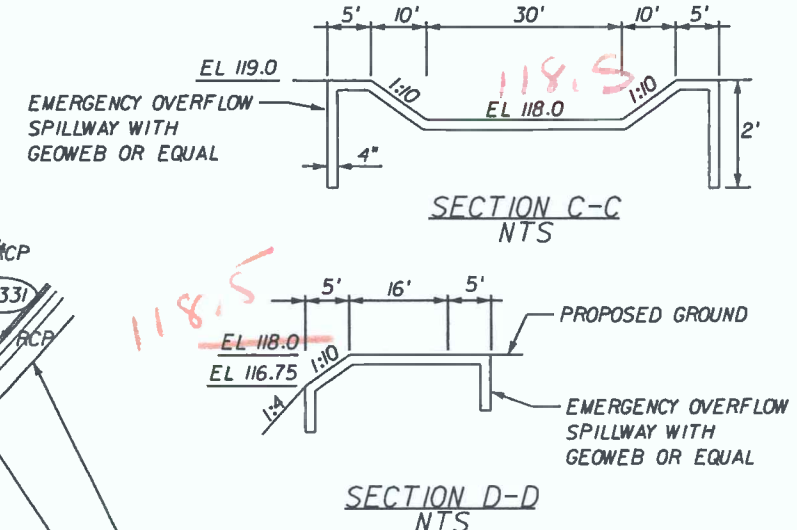 5' 10' 30' 10' 5'
EL 119.0
118.5
1:10
1:10
EL 118.0
EMERGENCY OVERFLOW
SPILLWAY WITH
GEOWEB OR EQUAL
4"
2'
SECTION C-C
NTS
RCP
331
RCP
118.5
5' 16' 5'
PROPOSED GROUND
EL 118.0
1:10
EL 116.75
1:4
EMERGENCY OVERFLOW
SPILLWAY WITH
GEOWEB OR EQUAL
SECTION D-D
NTS